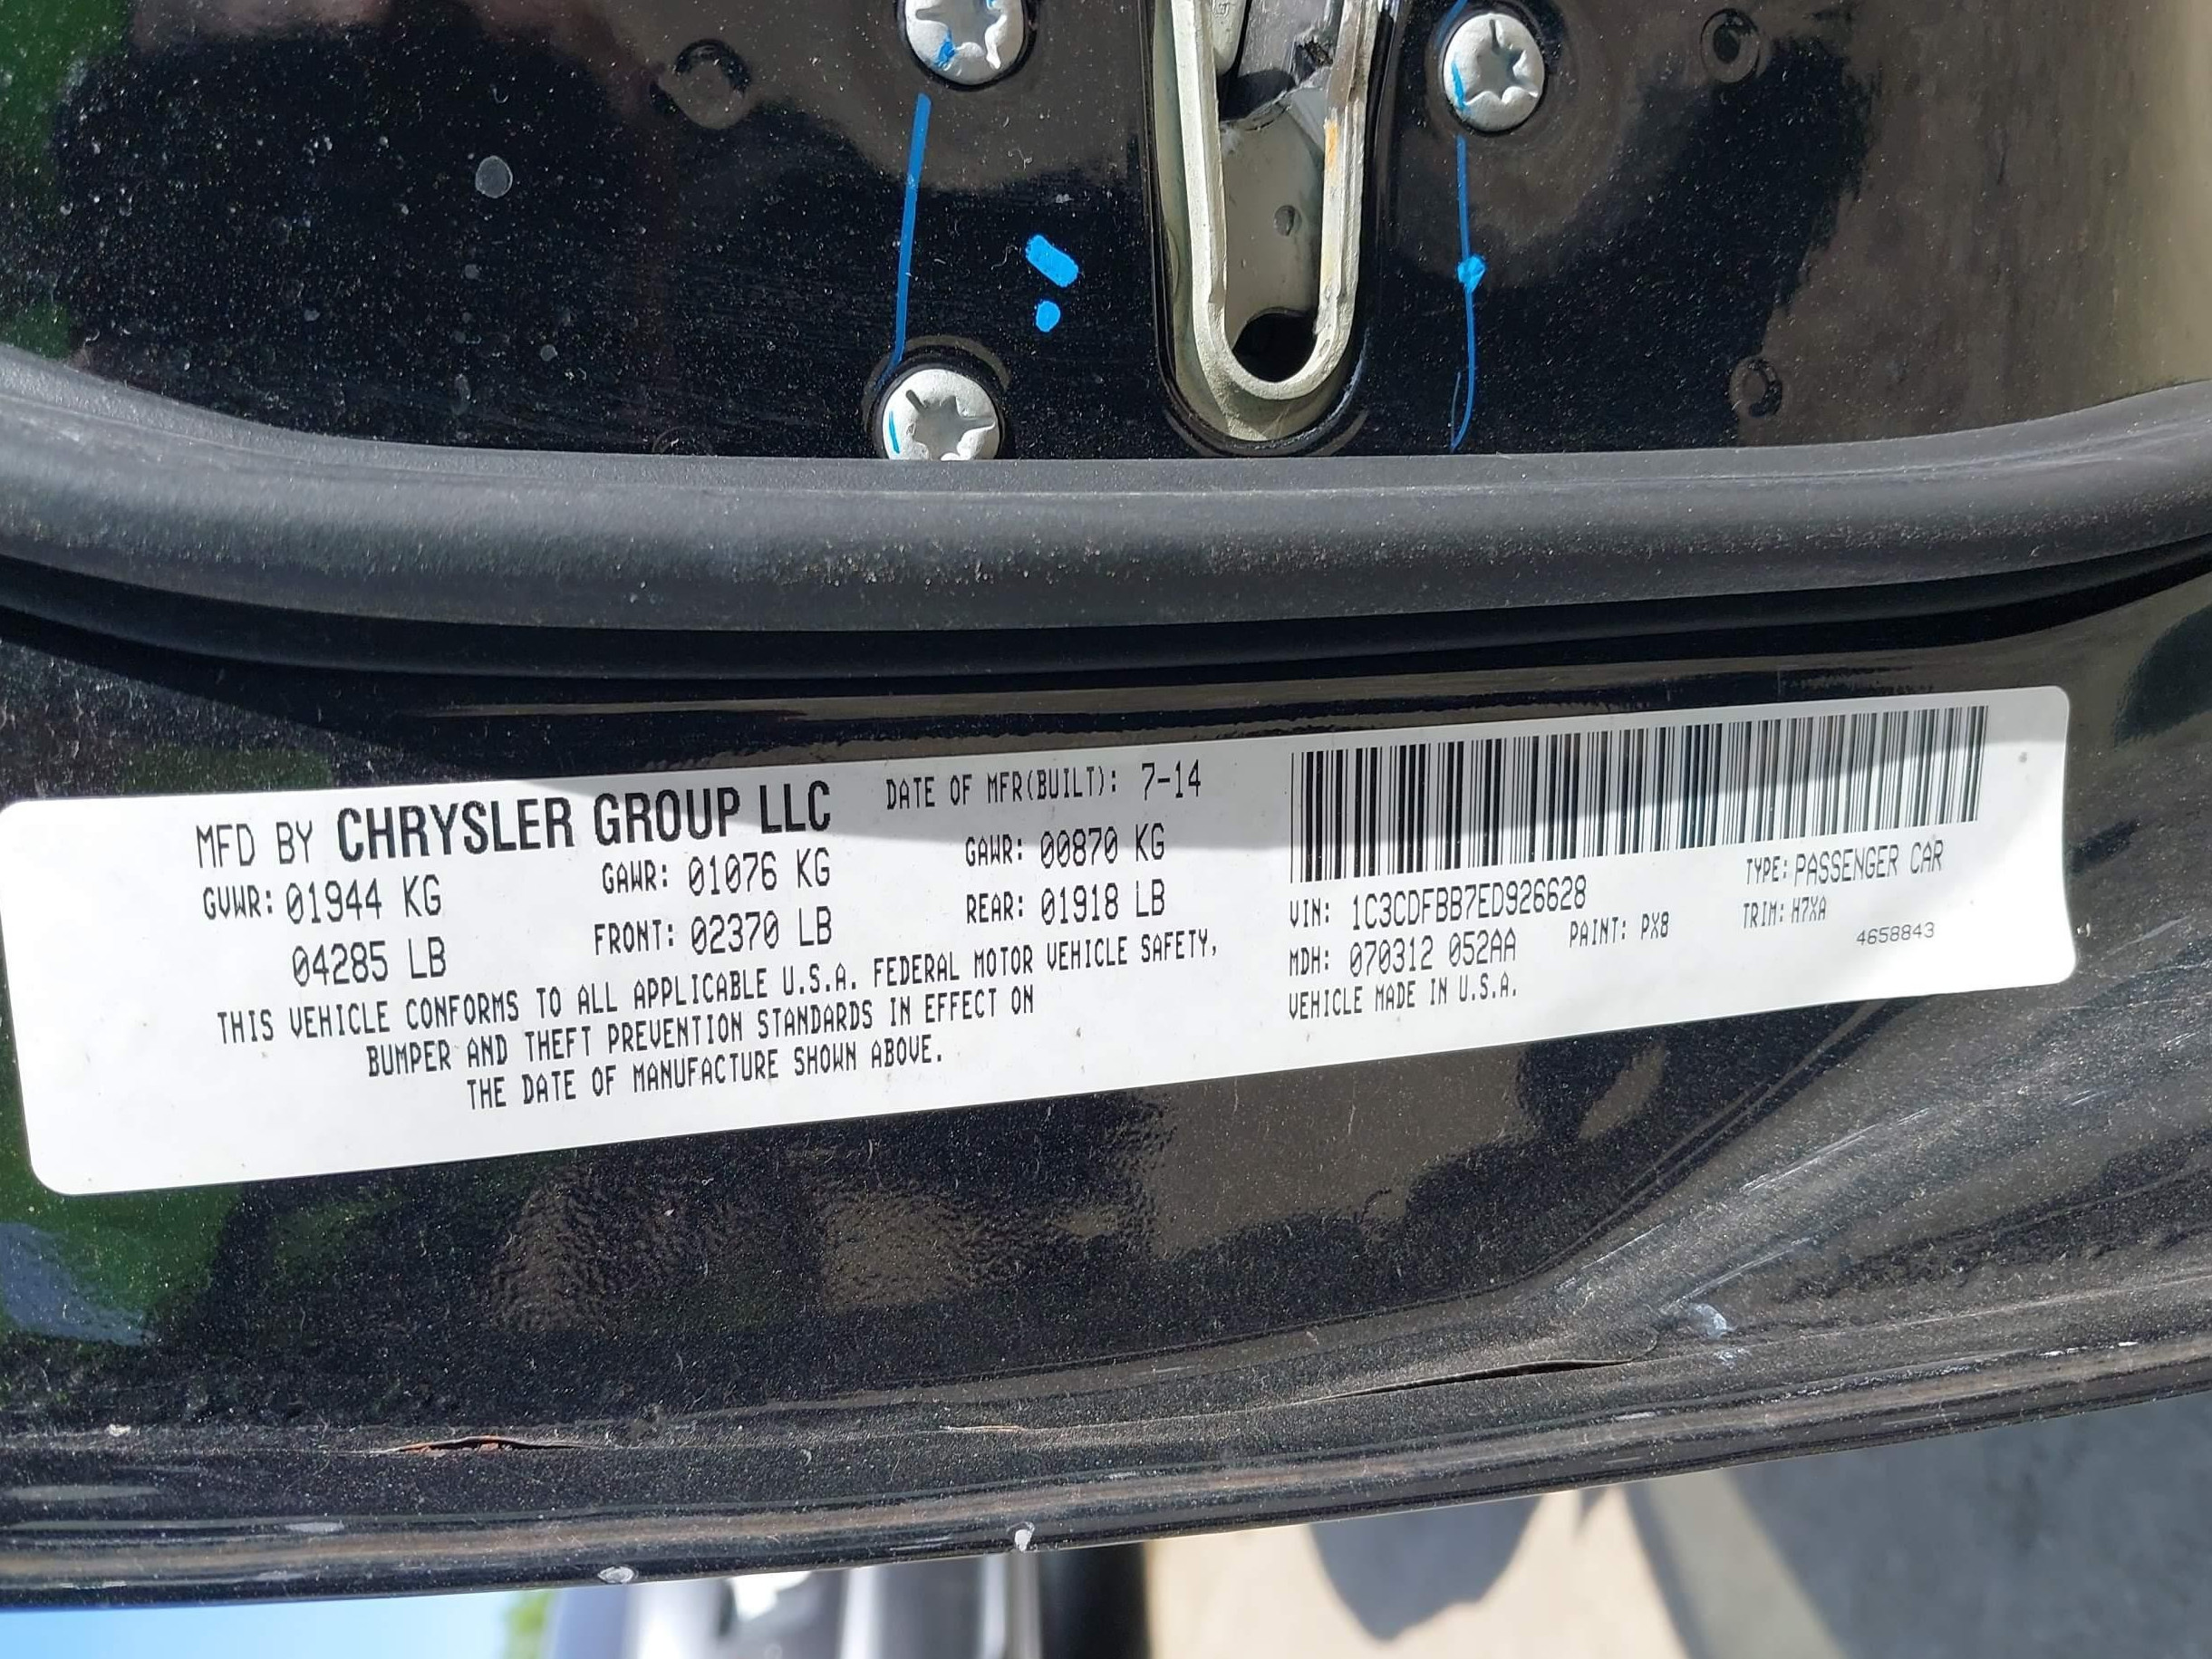 MFD BY CHRYSLER GROUP LLC DATE OF MFR(BUILT): 7-14
GVWR: 01944 KG GAWR: 01076 KG GAWR: 00870 KG
04285 LB FRONT: 02370 LB REAR: 01918 LB
THIS VEHICLE CONFORMS TO ALL APPLICABLE U.S.A. FEDERAL MOTOR VEHICLE SAFETY,
BUMPER AND THEFT PREVENTION STANDARDS IN EFFECT ON
THE DATE OF MANUFACTURE SHOWN ABOVE.
VIN: 1C3CDFBB7ED926628 TYPE: PASSENGER CAR
MDH: 070312 052AA PAINT: PX8 TRIM: H7XA
VEHICLE MADE IN U.S.A. 4658843